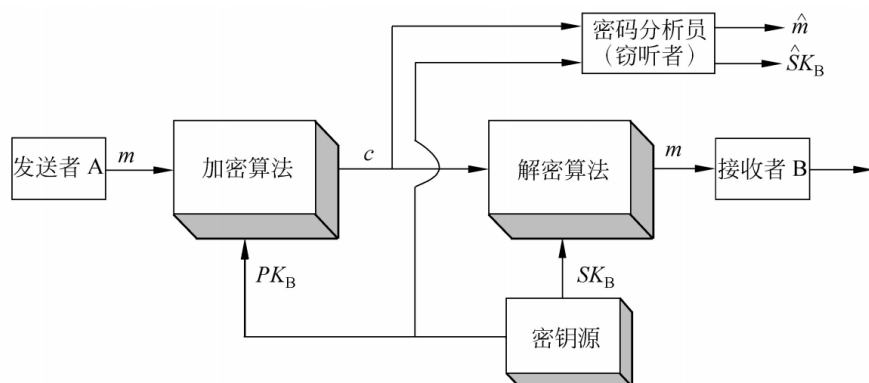 密码分析员
（窃听者）
m̂
ŜK_B
发送者 A
m
加密算法
c
解密算法
m
接收者 B
PK_B
SK_B
密钥源